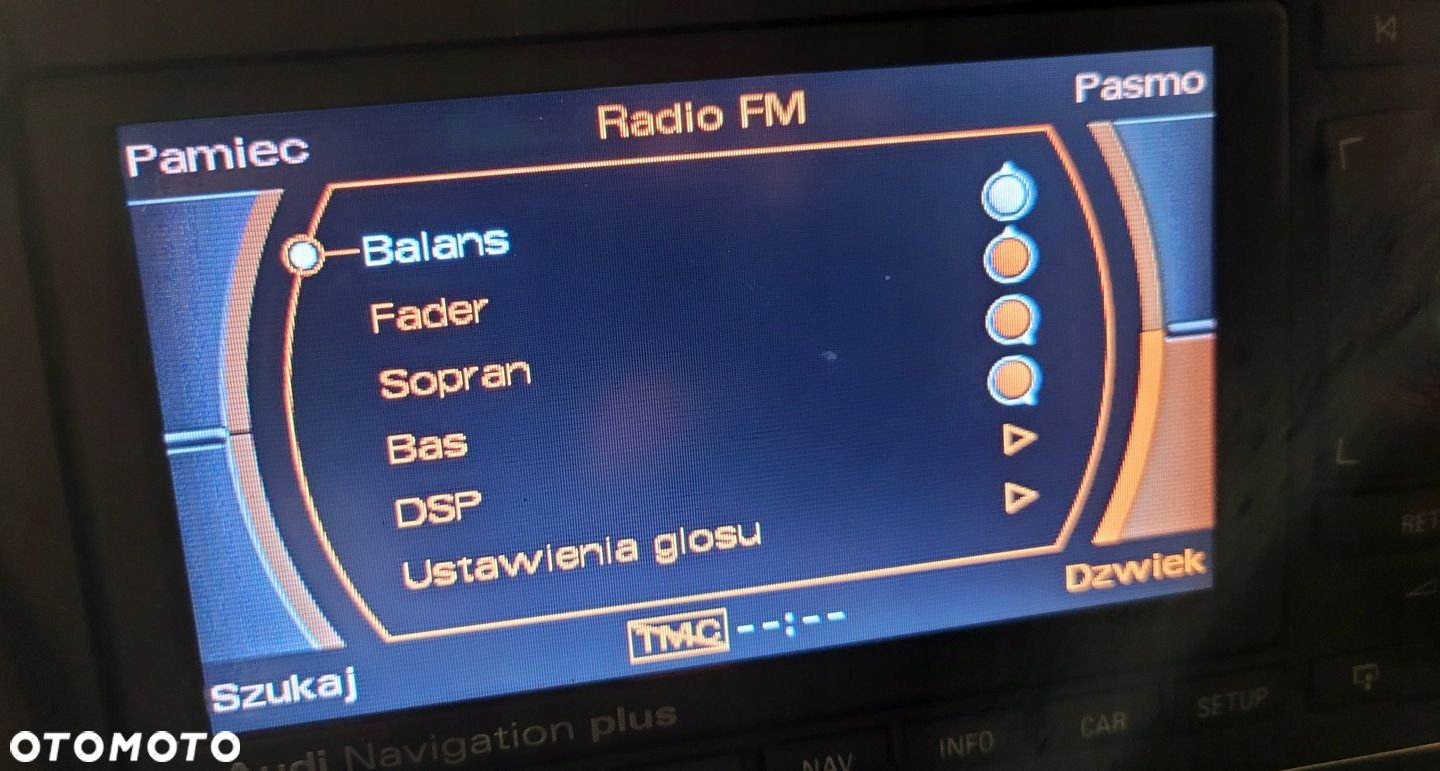 Radio FM
Pasmo
Pamiec
Balans
Fader
Sopran
Bas
DSP
Ustawienia glosu
Dzwiek
TMC --:--
Szukaj
Audi Navigation plus
NAV
INFO
CAR
SETUP
OTOMOTO